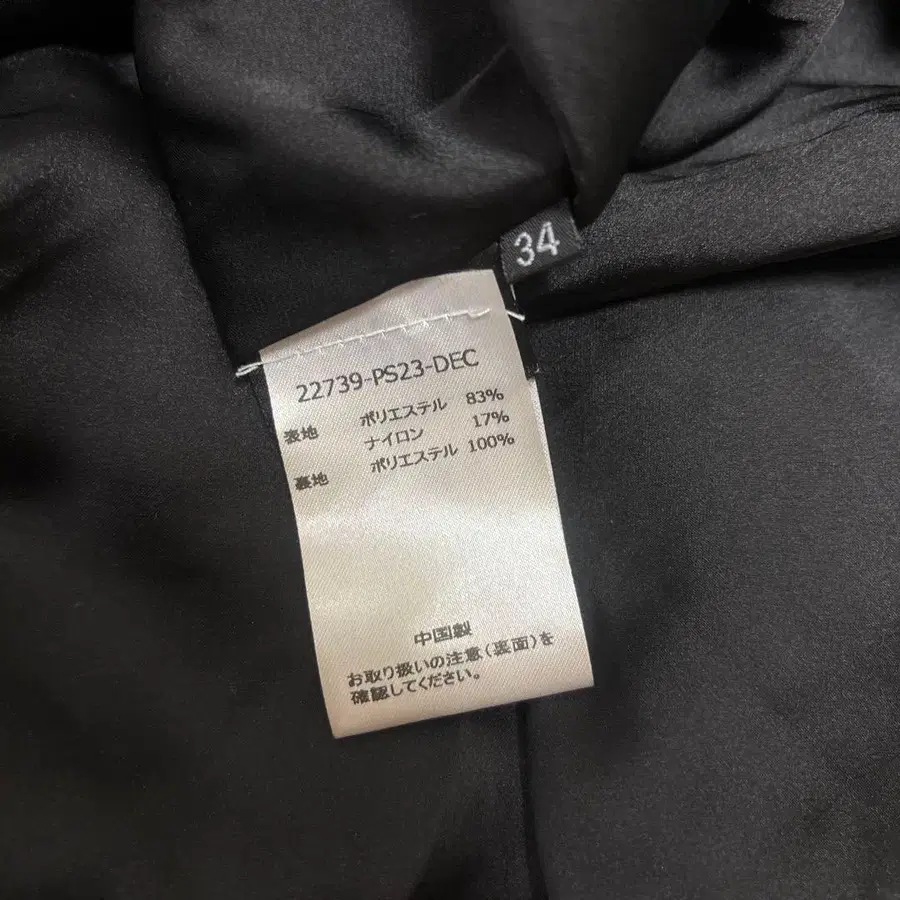 34
22739-PS23-DEC
表地 ポリエステル 83%
ナイロン 17%
裏地 ポリエステル 100%
中国製
お取り扱いの注意(裏面)を
確認してください。